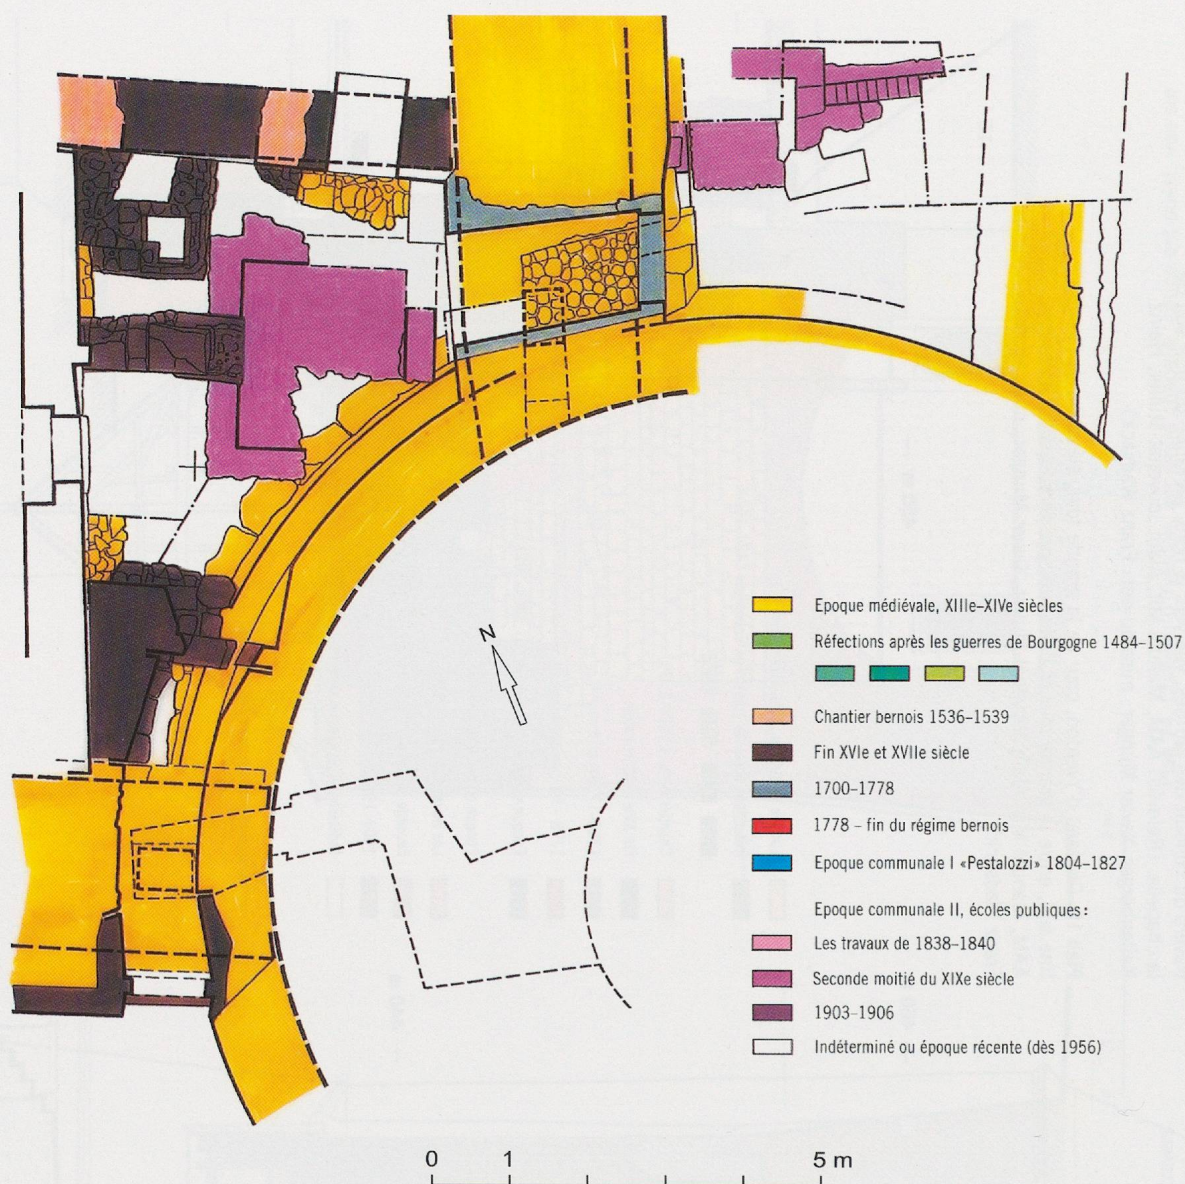 N
Epoque médiévale, XIIIe–XIVe siècles
Réfections après les guerres de Bourgogne 1484–1507
Chantier bernois 1536–1539
Fin XVIe et XVIIe siècle
1700–1778
1778 – fin du régime bernois
Epoque communale I «Pestalozzi» 1804–1827
Epoque communale II, écoles publiques:
Les travaux de 1838–1840
Seconde moitié du XIXe siècle
1903–1906
Indéterminé ou époque récente (dès 1956)
0 1 5 m